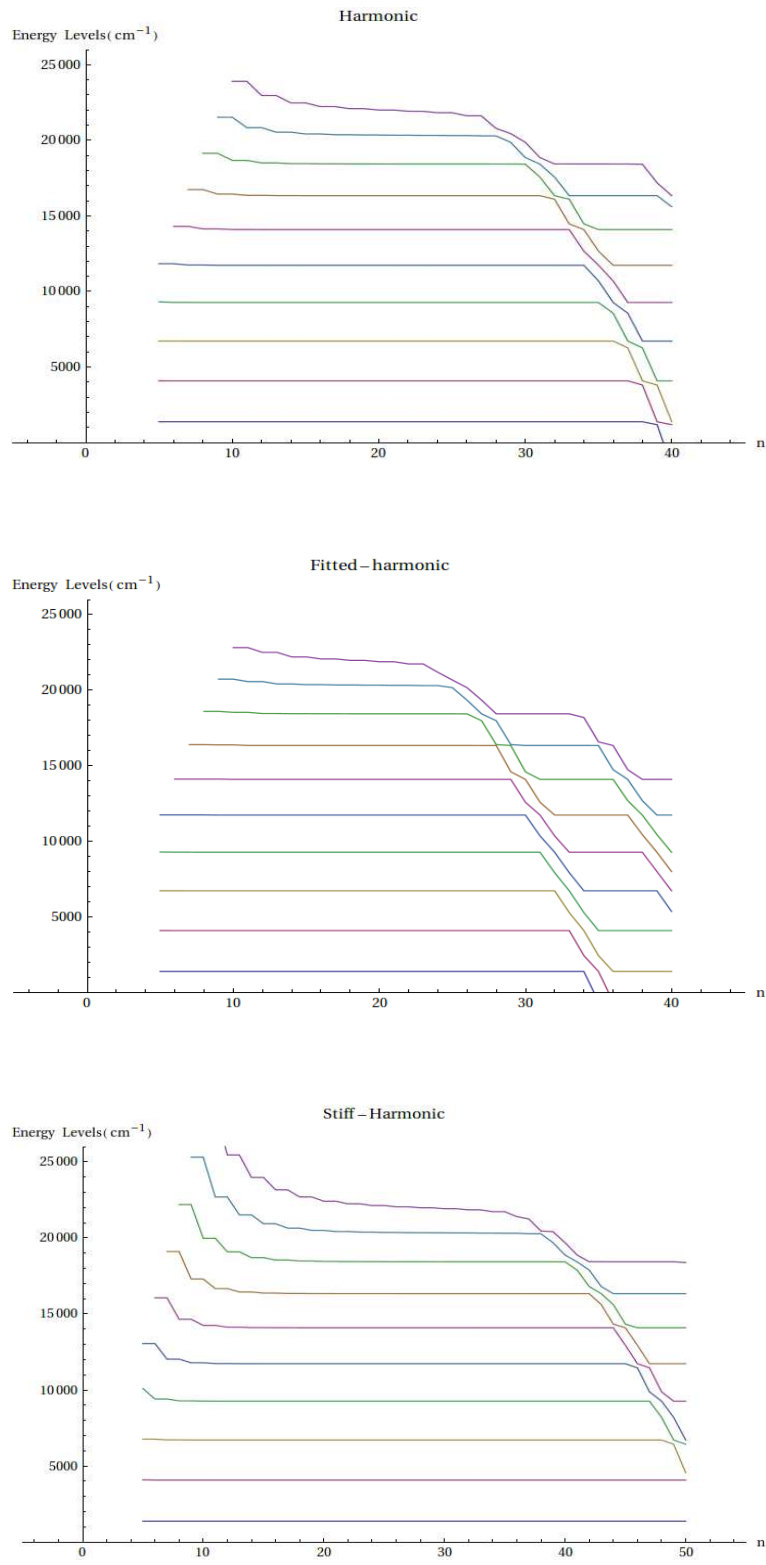 Harmonic
Energy Levels( cm⁻¹)
25 000
20 000
15 000
10 000
5000
0 10 20 30 40 n
Fitted – harmonic
Energy Levels( cm⁻¹)
25 000
20 000
15 000
10 000
5000
0 10 20 30 40 n
Stiff – Harmonic
Energy Levels( cm⁻¹)
25 000
20 000
15 000
10 000
5000
0 10 20 30 40 50 n